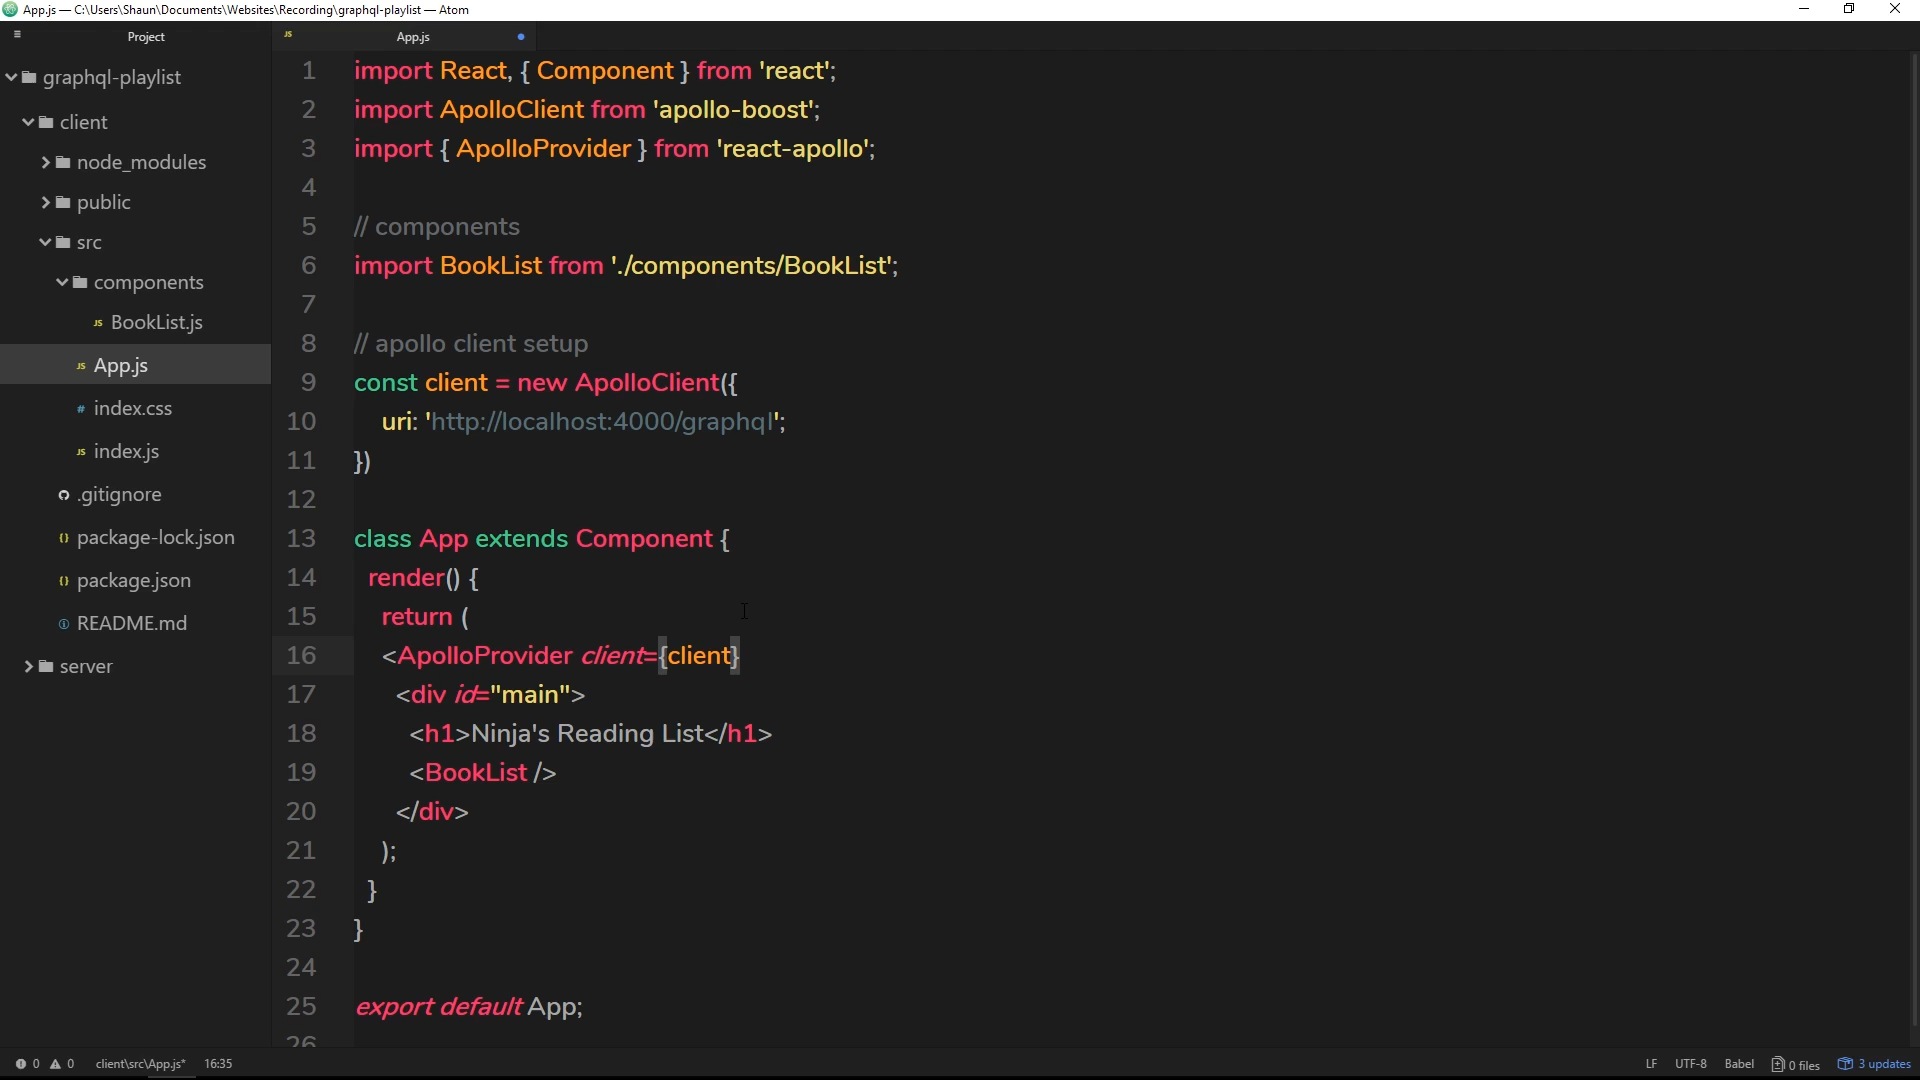 App.js — C:\Users\Shaun\Documents\Websites\Recording\graphql-playlist — Atom
Project
App.js
graphql-playlist
client
node_modules
public
src
components
JS BookList.js
JS App.js
# index.css
JS index.js
.gitignore
{} package-lock.json
{} package.json
README.md
server
JS
1 import React, { Component } from 'react';
2 import ApolloClient from 'apollo-boost';
3 import { ApolloProvider } from 'react-apollo';
4
5 // components
6 import BookList from './components/BookList';
7
8 // apollo client setup
9 const client = new ApolloClient({
10 uri: 'http://localhost:4000/graphql';
11 })
12
13 class App extends Component {
14 render() {
15 return (
16 <ApolloProvider client={client}
17 <div id="main">
18 <h1>Ninja's Reading List</h1>
19 <BookList />
20 </div>
21 );
22 }
23 }
24
25 export default App;
26
0 0 client\src\App.js* 16:35
LF UTF-8 Babel 0 files 3 updates